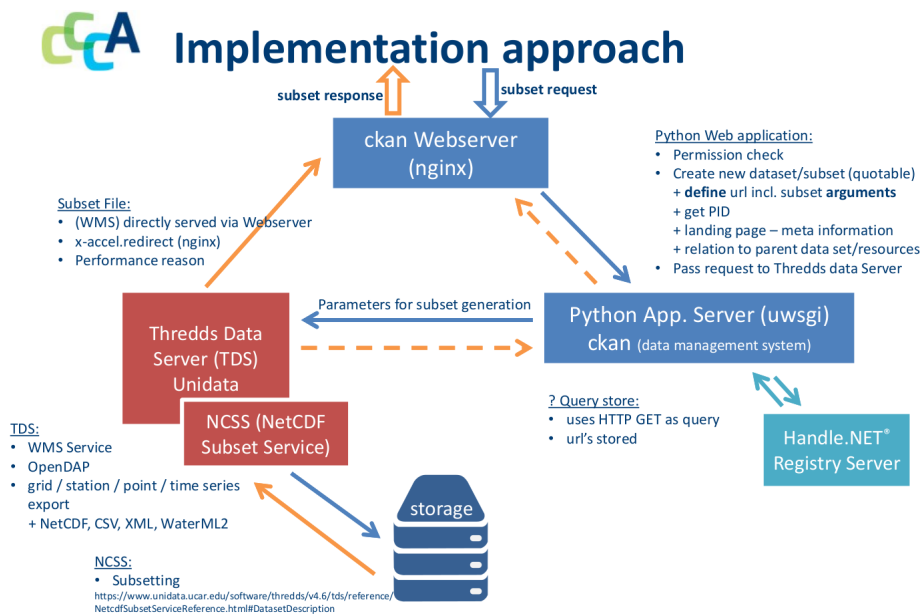 CCCA
Implementation approach
subset response
subset request
ckan Webserver
(nginx)
Python Web application:
• Permission check
• Create new dataset/subset (quotable)
+ define url incl. subset arguments
+ get PID
+ landing page – meta information
+ relation to parent data set/resources
• Pass request to Thredds data Server
Subset File:
• (WMS) directly served via Webserver
• x-accel.redirect (nginx)
• Performance reason
Parameters for subset generation
Thredds Data
Server (TDS)
Unidata
Python App. Server (uwsgi)
ckan (data management system)
NCSS (NetCDF
Subset Service)
? Query store:
• uses HTTP GET as query
• url's stored
Handle.NET®
Registry Server
TDS:
• WMS Service
• OpenDAP
• grid / station / point / time series
export
+ NetCDF, CSV, XML, WaterML2
storage
NCSS:
• Subsetting
https://www.unidata.ucar.edu/software/thredds/v4.6/tds/reference/
NetcdfSubsetServiceReference.html#DatasetDescription